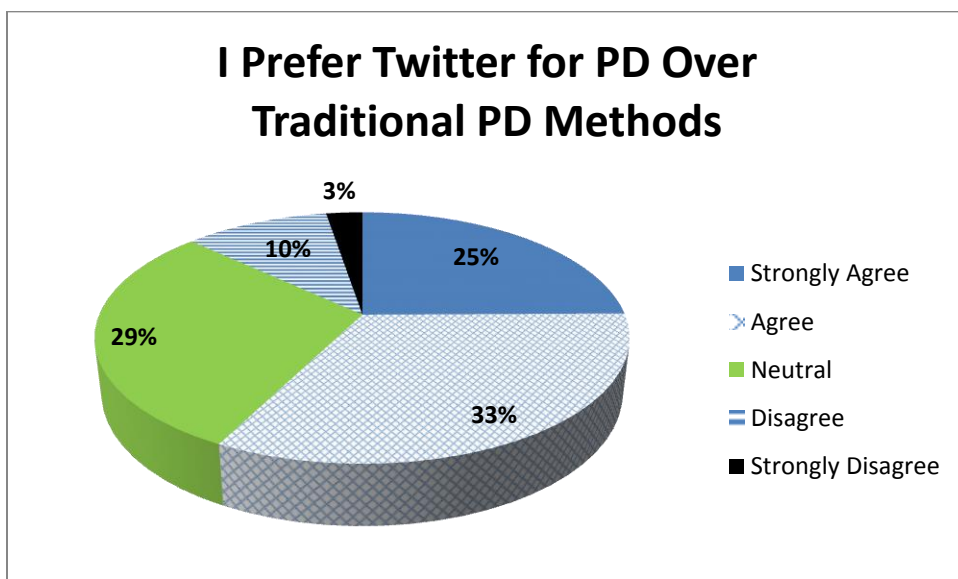 I Prefer Twitter for PD Over
Traditional PD Methods
3%
10%
25%
29%
33%
Strongly Agree
Agree
Neutral
Disagree
Strongly Disagree